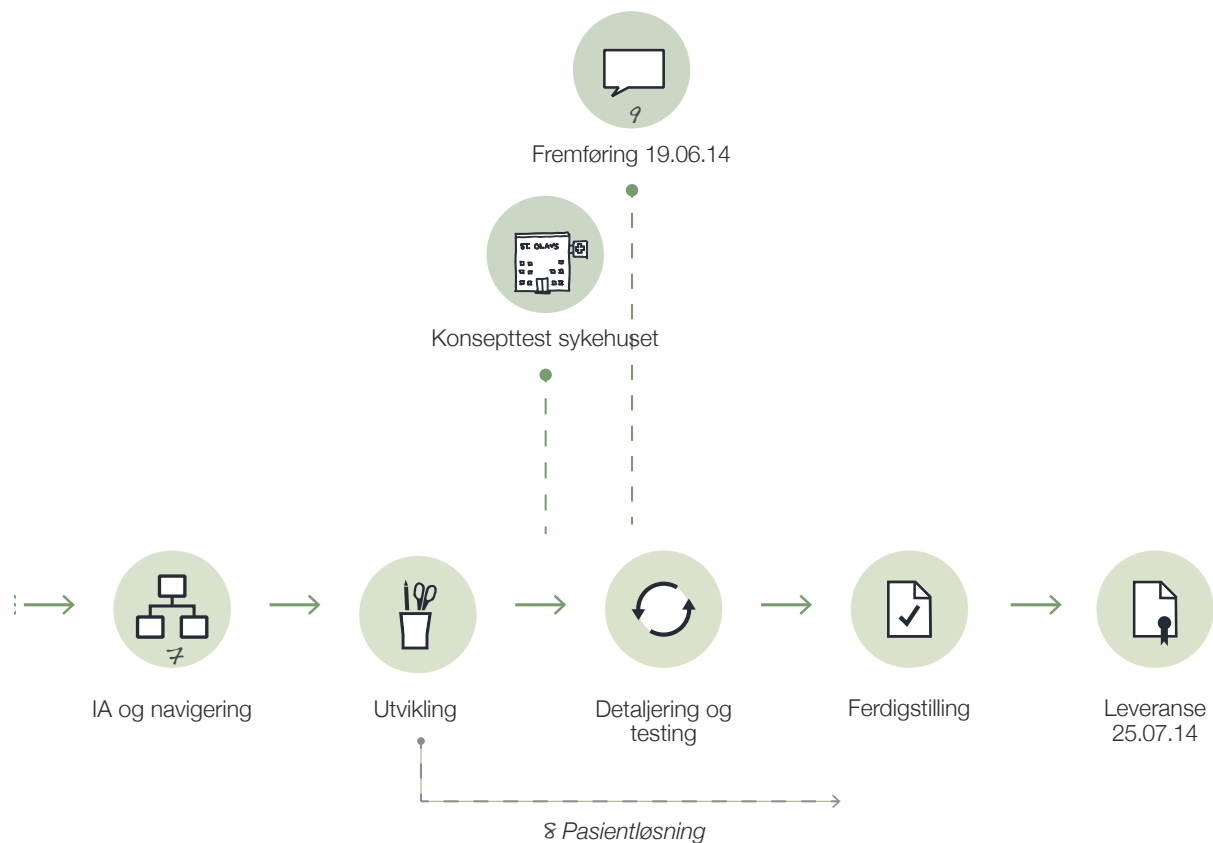 9
Fremføring 19.06.14
ST. OLAVS
Konsepttest sykehuset
7
IA og navigering
Utvikling
Detaljering og
testing
Ferdigstilling
Leveranse
25.07.14
8 Pasientløsning